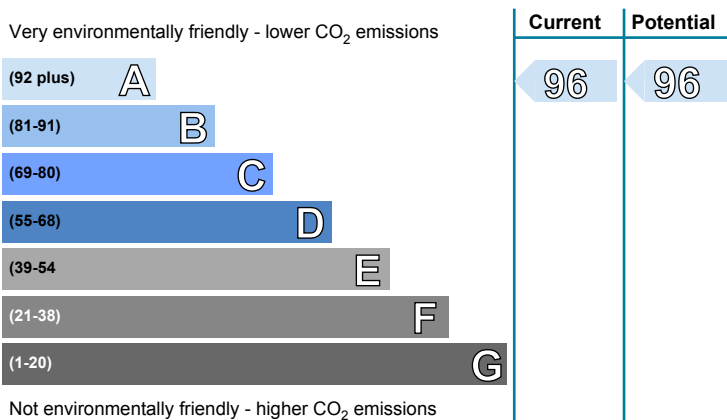 Current Potential
Very environmentally friendly - lower CO2 emissions
(92 plus) A 96 96
(81-91) B
(69-80) C
(55-68) D
(39-54 E
(21-38) F
(1-20) G
Not environmentally friendly - higher CO2 emissions